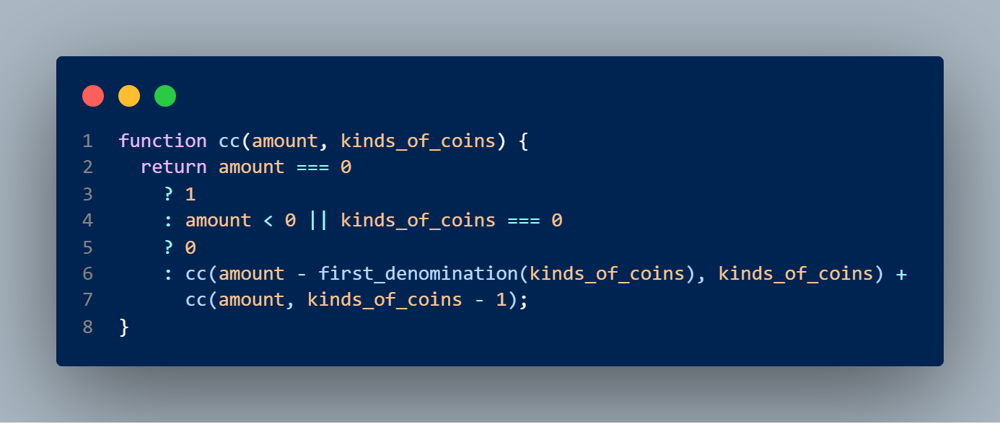 1 function cc(amount, kinds_of_coins) {
2   return amount === 0
3     ? 1
4     : amount < 0 || kinds_of_coins === 0
5     ? 0
6     : cc(amount - first_denomination(kinds_of_coins), kinds_of_coins) +
7       cc(amount, kinds_of_coins - 1);
8 }